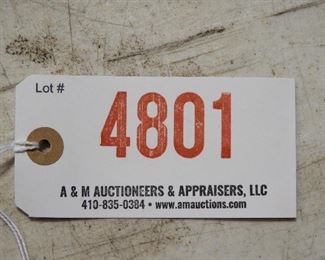 Lot #
4801
A & M AUCTIONEERS & APPRAISERS, LLC
410-835-0384 • www.amauctions.com